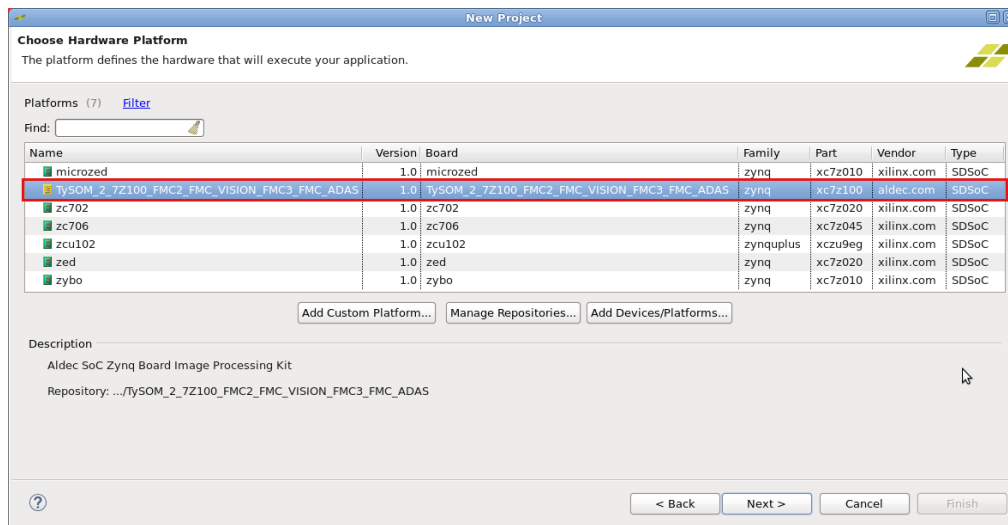 New Project
Choose Hardware Platform
The platform defines the hardware that will execute your application.
Platforms (7) Filter
Find:
Name Version Board Family Part Vendor Type
microzed 1.0 microzed zynq xc7z010 xilinx.com SDSoC
TySOM_2_7Z100_FMC2_FMC_VISION_FMC3_FMC_ADAS 1.0 TySOM_2_7Z100_FMC2_FMC_VISION_FMC3_FMC_ADAS zynq xc7z100 aldec.com SDSoC
zc702 1.0 zc702 zynq xc7z020 xilinx.com SDSoC
zc706 1.0 zc706 zynq xc7z045 xilinx.com SDSoC
zcu102 1.0 zcu102 zynquplus xczu9eg xilinx.com SDSoC
zed 1.0 zed zynq xc7z020 xilinx.com SDSoC
zybo 1.0 zybo zynq xc7z010 xilinx.com SDSoC
Add Custom Platform... Manage Repositories... Add Devices/Platforms...
Description
Aldec SoC Zynq Board Image Processing Kit
Repository: .../TySOM_2_7Z100_FMC2_FMC_VISION_FMC3_FMC_ADAS
? < Back Next > Cancel Finish